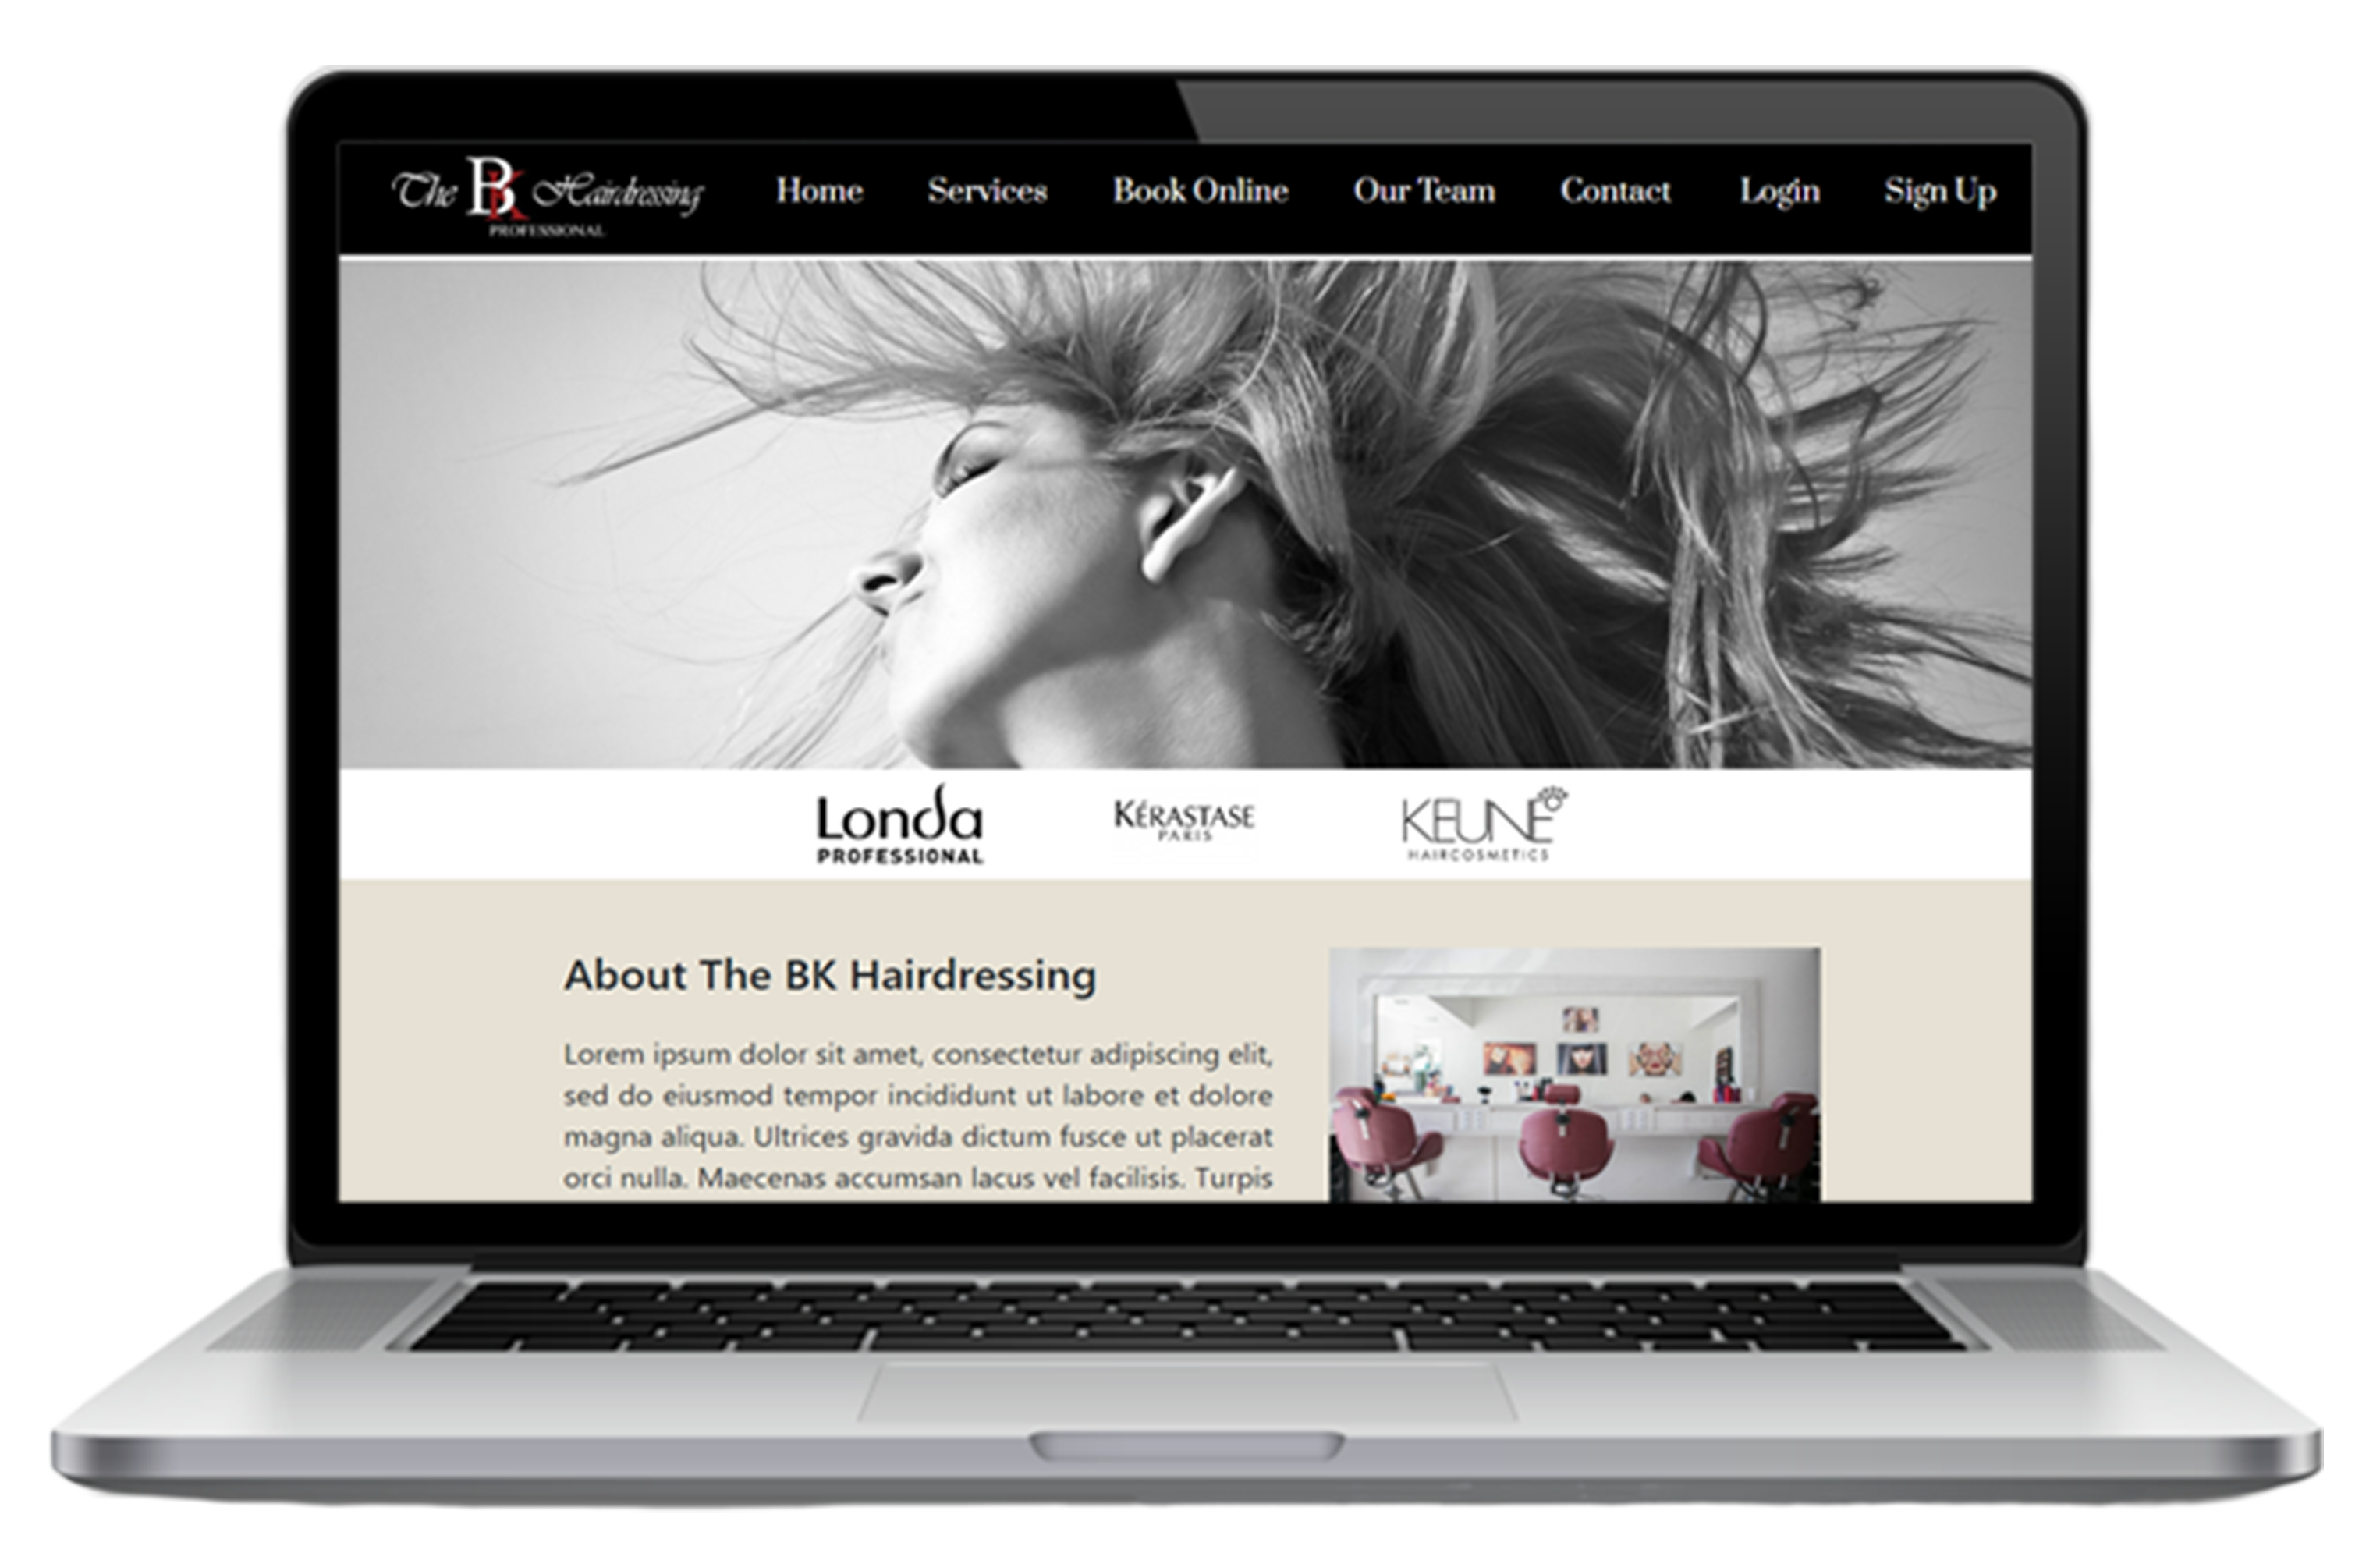 The BK Hairdressing
PROFESSIONAL
Home Services Book Online Our Team Contact Login Sign Up
Londa
PROFESSIONAL
KÉRASTASE
PARIS
KEUNE
HAIRCOSMETICS
About The BK Hairdressing
Lorem ipsum dolor sit amet, consectetur adipiscing elit,
sed do eiusmod tempor incididunt ut labore et dolore
magna aliqua. Ultrices gravida dictum fusce ut placerat
orci nulla. Maecenas accumsan lacus vel facilisis. Turpis